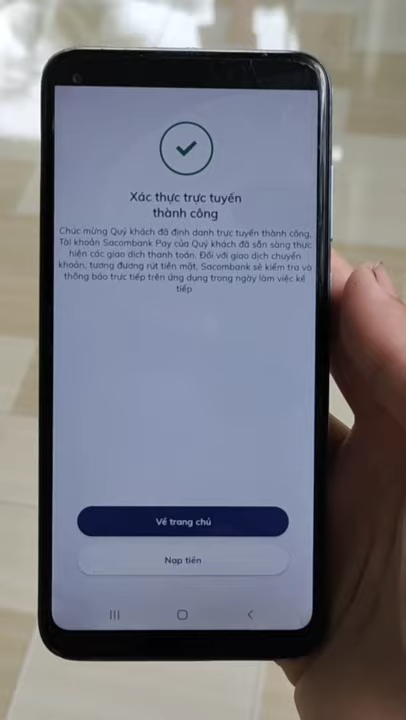 Xác thực trực tuyến
thành công
Chúc mừng Quý khách đã định danh trực tuyến thành công.
Tài khoản Sacombank Pay của Quý khách đã sẵn sàng thực
hiện các giao dịch thanh toán. Đối với giao dịch chuyển
khoản, tương đương rút tiền mặt, Sacombank sẽ kiểm tra và
thông báo trực tiếp trên ứng dụng trong ngày làm việc kế
tiếp
Về trang chủ
Nạp tiền